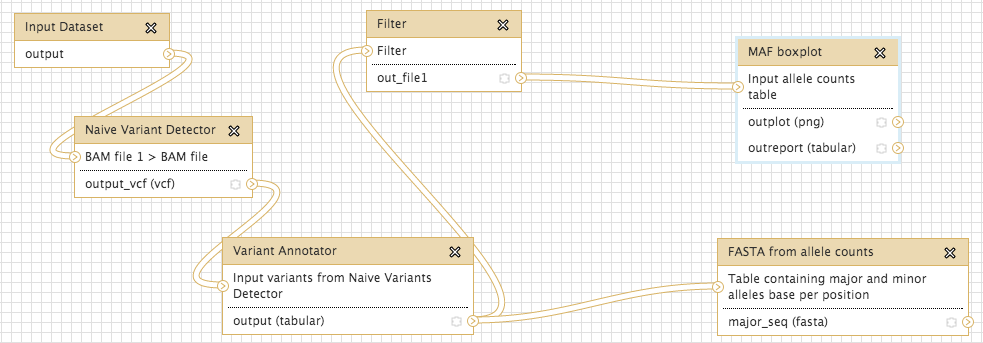 Input Dataset
output
Naive Variant Detector
BAM file 1 > BAM file
output_vcf (vcf)
Variant Annotator
Input variants from Naive Variants
Detector
output (tabular)
Filter
Filter
out_file1
MAF boxplot
Input allele counts
table
outplot (png)
outreport (tabular)
FASTA from allele counts
Table containing major and minor
alleles base per position
major_seq (fasta)